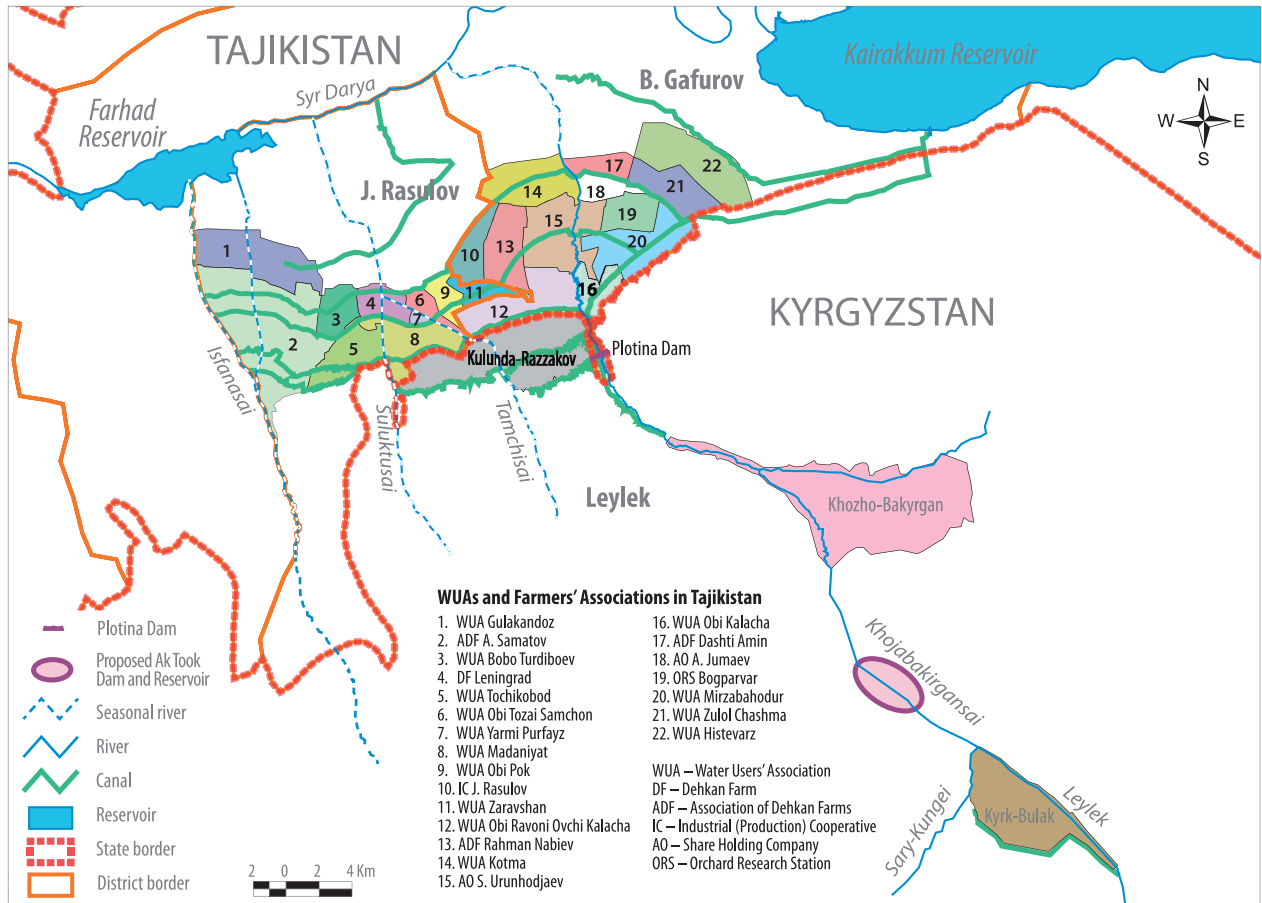 TAJIKISTAN
Kairakkum Reservoir
B. Gafurov
Syr Darya
Farhad
Reservoir
N
W
E
S
J. Rasulov
22
17
21
14
18
19
15
20
13
10
1
16
11
9
6
4
7
12
3
2
5
8
KYRGYZSTAN
Kulunda-Razzakov
Plotina Dam
Isfanasai
Suluktusai
Tamchisai
Leylek
Khozho-Bakyrgan
Khojabakirgansai
Leylek
Kyrk-Bulak
Sary-Kungei
Plotina Dam
Proposed Ak Took
Dam and Reservoir
Seasonal river
River
Canal
Reservoir
State border
District border
2 0 2 4 Km
WUAs and Farmers' Associations in Tajikistan
1. WUA Gulakandoz
2. ADF A. Samatov
3. WUA Bobo Turdiboev
4. DF Leningrad
5. WUA Tochikobod
6. WUA Obi Tozai Samchon
7. WUA Yarmi Purfayz
8. WUA Madaniyat
9. WUA Obi Pok
10. IC J. Rasulov
11. WUA Zaravshan
12. WUA Obi Ravoni Ovchi Kalacha
13. ADF Rahman Nabiev
14. WUA Kotma
15. AO S. Urunhodjaev
16. WUA Obi Kalacha
17. ADF Dashti Amin
18. AO A. Jumaev
19. ORS Bogparvar
20. WUA Mirzabahodur
21. WUA Zulol Chashma
22. WUA Histevarz
WUA – Water Users' Association
DF – Dehkan Farm
ADF – Association of Dehkan Farms
IC – Industrial (Production) Cooperative
AO – Share Holding Company
ORS – Orchard Research Station